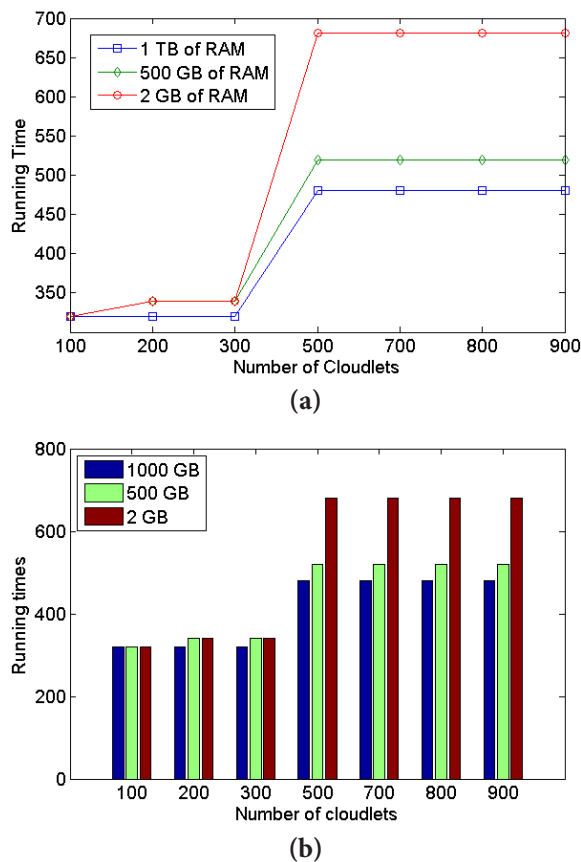 700
650
600
550
500
450
400
350
Running Time
1 TB of RAM
500 GB of RAM
2 GB of RAM
100 200 300 500 700 800 900
Number of Cloudlets
(a)
800
600
400
200
0
Running times
1000 GB
500 GB
2 GB
100 200 300 500 700 800 900
Number of cloudlets
(b)